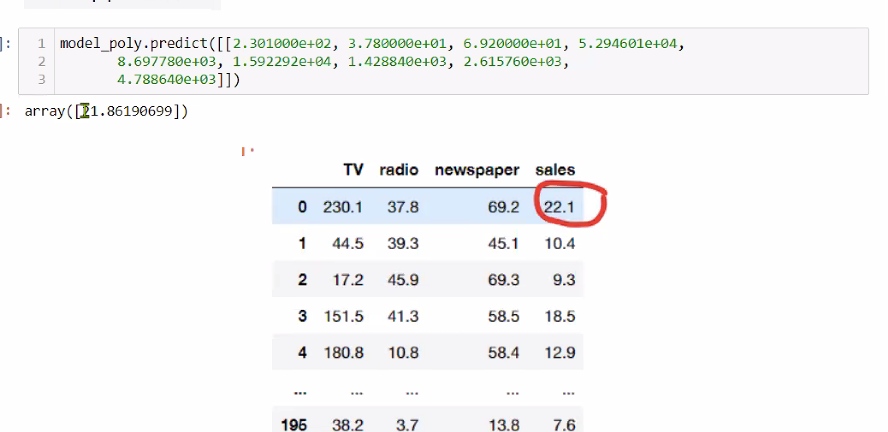 ]: 1 model_poly.predict([[2.301000e+02, 3.780000e+01, 6.920000e+01, 5.294601e+04,
2 8.697780e+03, 1.592292e+04, 1.428840e+03, 2.615760e+03,
3 4.788640e+03]])
]: array([21.86190699])
TV radio newspaper sales
0 230.1 37.8 69.2 22.1
1 44.5 39.3 45.1 10.4
2 17.2 45.9 69.3 9.3
3 151.5 41.3 58.5 18.5
4 180.8 10.8 58.4 12.9
... ... ... ... ...
195 38.2 3.7 13.8 7.6